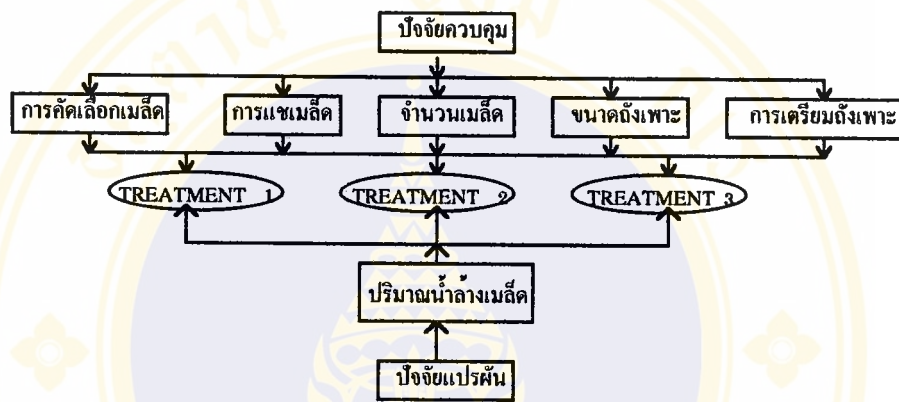 ปัจจัยควบคุม
การคัดเลือกเมล็ด
การแช่เมล็ด
จำนวนเมล็ด
ขนาดถังเพาะ
การเตรียมถังเพาะ
TREATMENT 1
TREATMENT 2
TREATMENT 3
ปริมาณน้ำล้างเมล็ด
ปัจจัยแปรผัน